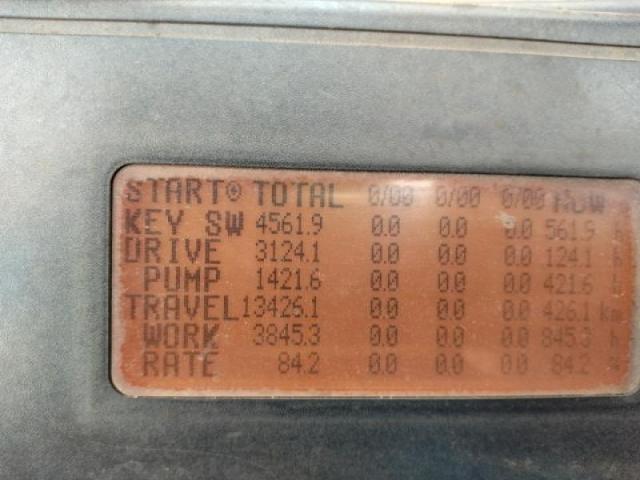 START® TOTAL 0/00 0/00 0/00 NOW
KEY SW 4561.9 0.0 0.0 0.0 561.9 h
DRIVE 3124.1 0.0 0.0 0.0 124.1 h
PUMP 1421.6 0.0 0.0 0.0 421.6 h
TRAVEL 13426.1 0.0 0.0 0.0 426.1 km
WORK 3845.3 0.0 0.0 0.0 845.3 h
RATE 84.2 0.0 0.0 0.0 84.2 %